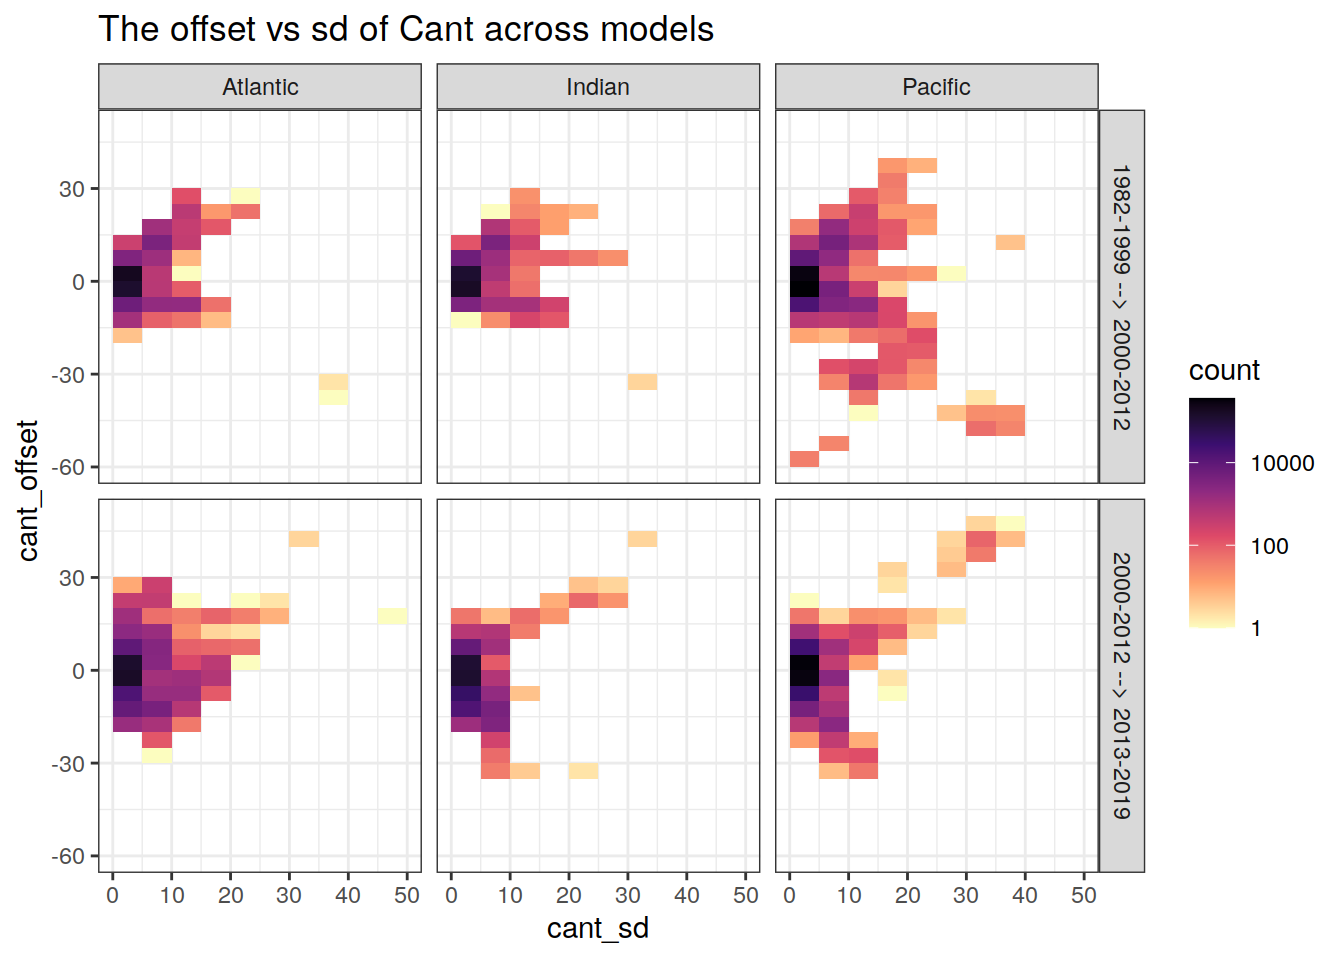 The offset vs sd of Cant across models
Atlantic
Indian
Pacific
30
0
-30
-60
1982-1999 --> 2000-2012
30
0
-30
-60
2000-2012 --> 2013-2019
cant_offset
0 10 20 30 40 50
0 10 20 30 40 50
0 10 20 30 40 50
cant_sd
count
10000
100
1